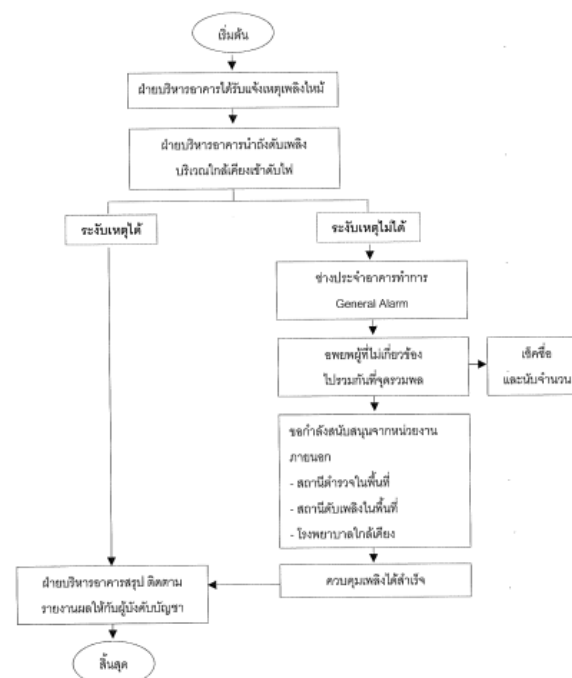 เริ่มต้น
ฝ่ายบริหารอาคารได้รับแจ้งเหตุเพลิงไหม้
ฝ่ายบริหารอาคารนำถังดับเพลิง
บริเวณใกล้เคียงเข้าดับไฟ
ระงับเหตุได้
ระงับเหตุไม่ได้
ช่างประจำอาคารทำการ
General Alarm
อพยพผู้ที่ไม่เกี่ยวข้อง
ไปรวมกันที่จุดรวมพล
เช็คชื่อ
และนับจำนวน
ขอกำลังสนับสนุนจากหน่วยงาน
ภายนอก
- สถานีตำรวจในพื้นที่
- สถานีดับเพลิงในพื้นที่
- โรงพยาบาลใกล้เคียง
ควบคุมเพลิงได้สำเร็จ
ฝ่ายบริหารอาคารสรุป ติดตาม
รายงานผลให้กับผู้บังคับบัญชา
สิ้นสุด